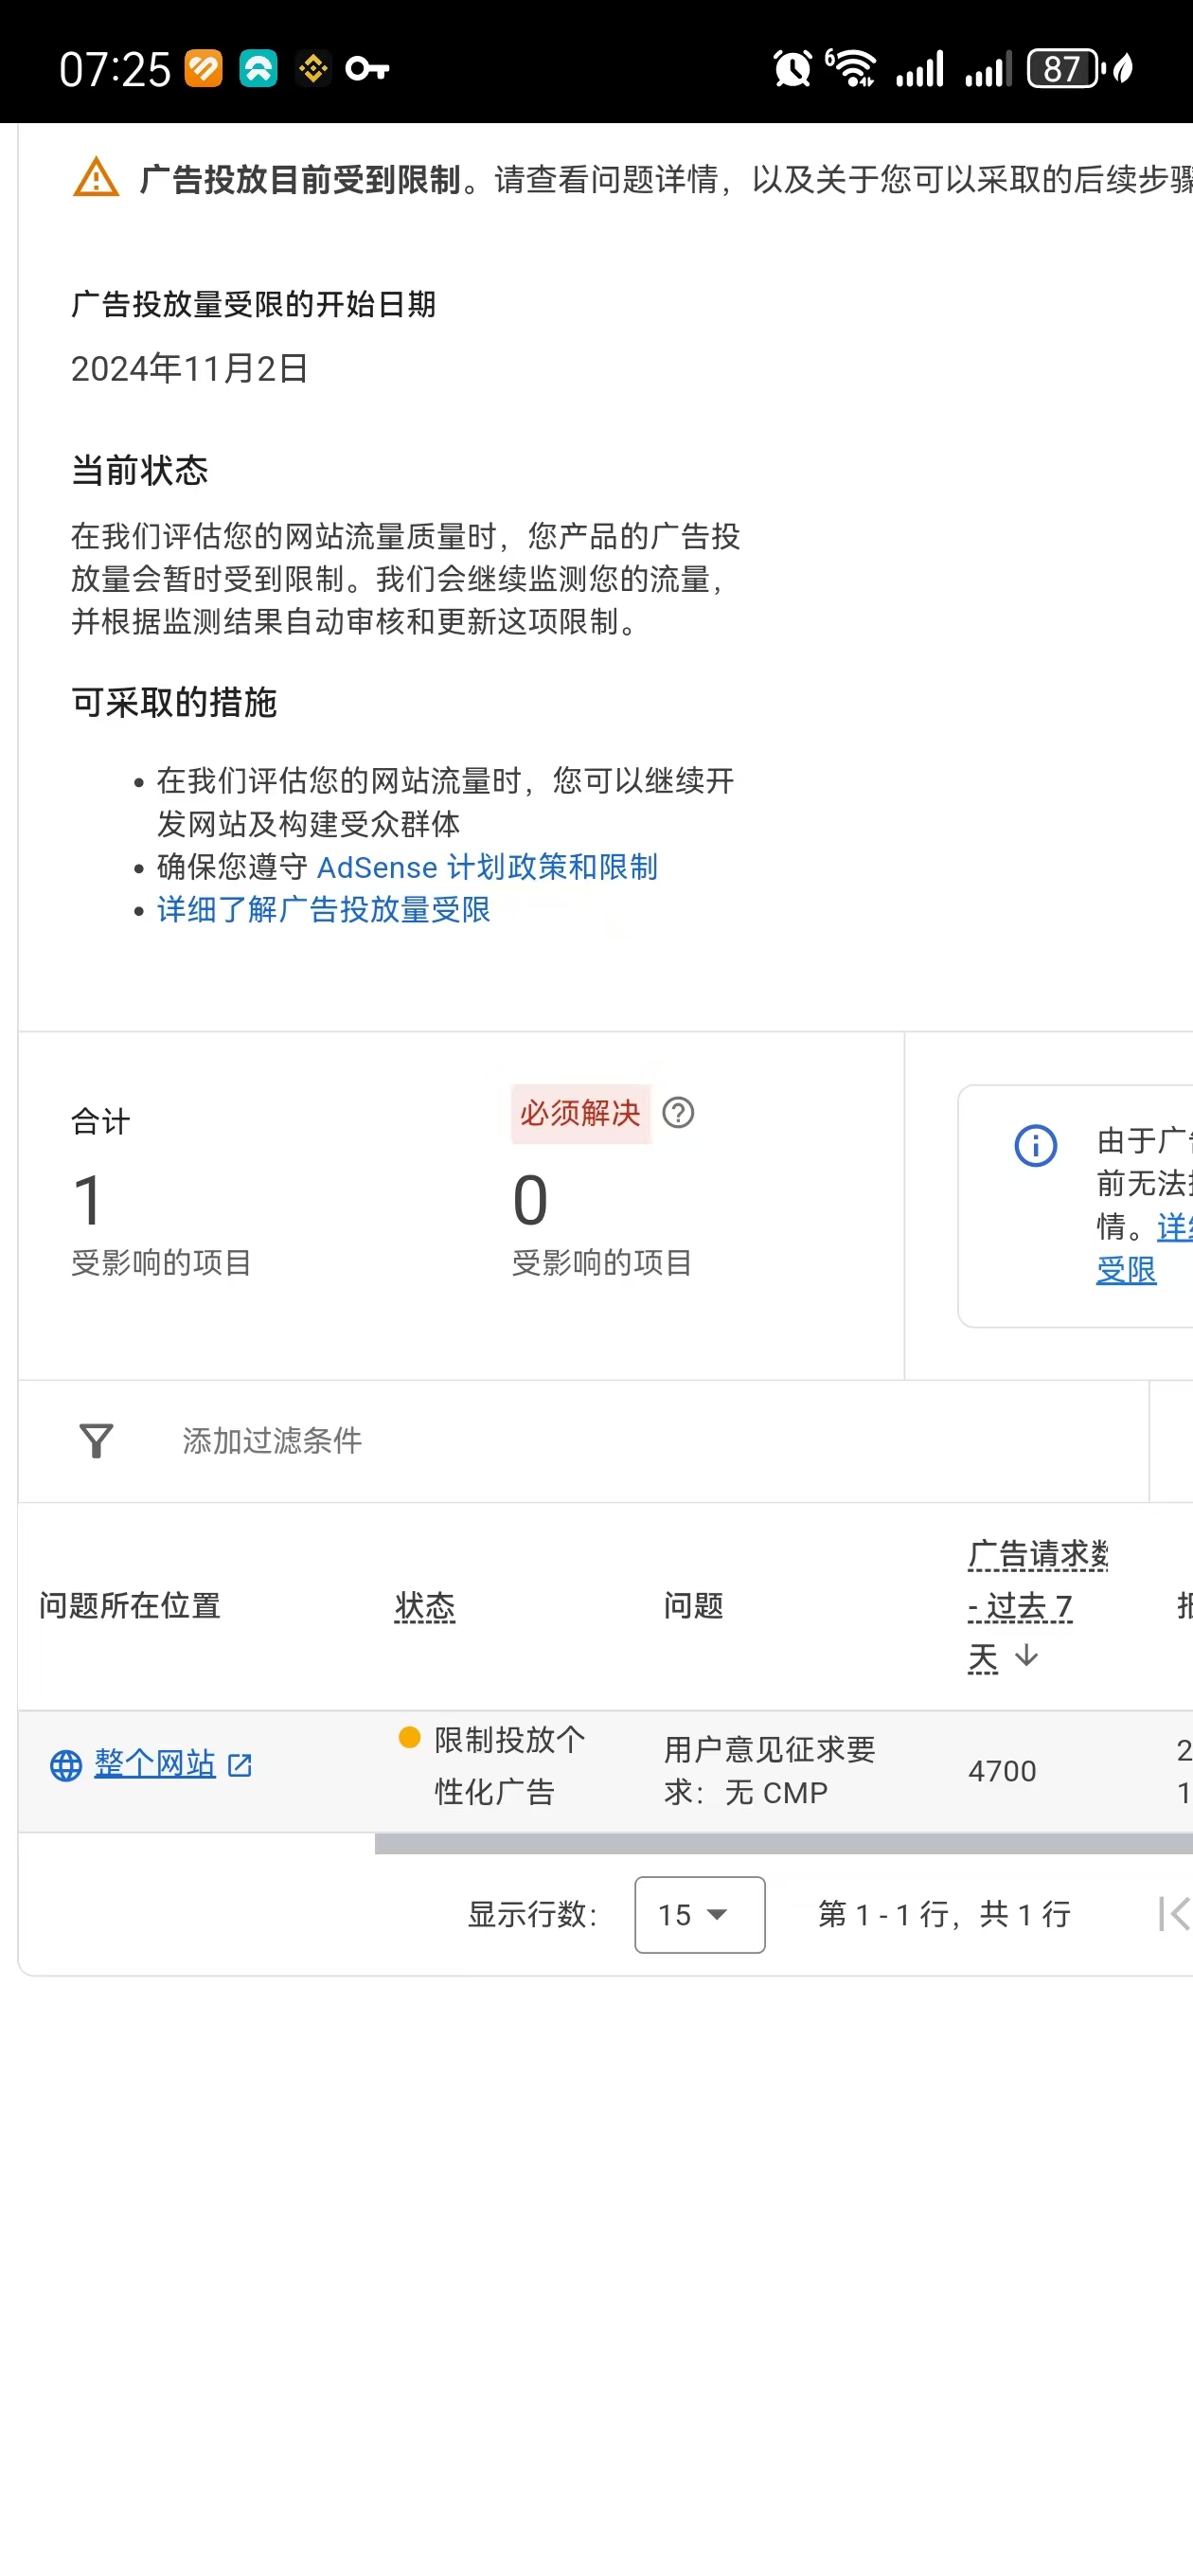 07:25
6
87
广告投放目前受到限制。请查看问题详情，以及关于您可以采取的后续步骤
广告投放量受限的开始日期
2024年11月2日
当前状态
在我们评估您的网站流量质量时，您产品的广告投
放量会暂时受到限制。我们会继续监测您的流量，
并根据监测结果自动审核和更新这项限制。
可采取的措施
• 在我们评估您的网站流量时，您可以继续开
发网站及构建受众群体
• 确保您遵守 AdSense 计划政策和限制
• 详细了解广告投放量受限
合计
1
受影响的项目
必须解决
0
受影响的项目
由于广
前无法
情。详
受限
添加过滤条件
问题所在位置
状态
问题
广告请求数
- 过去 7
天
整个网站
限制投放个
性化广告
用户意见征求要
求：无 CMP
4700
2
1
显示行数：
15
第 1 - 1 行，共 1 行